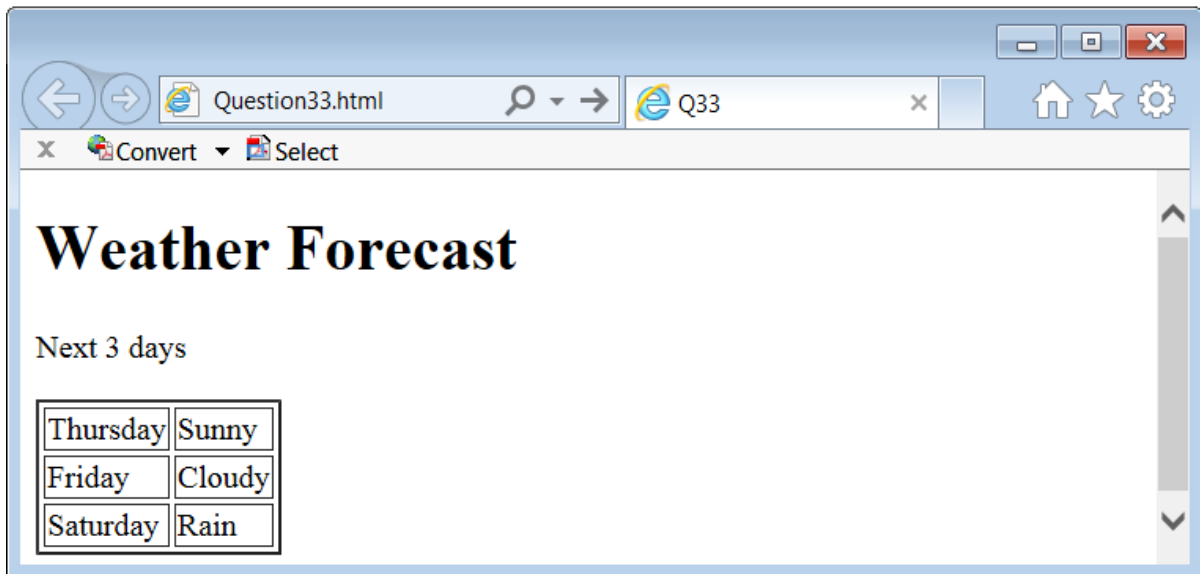 Question33.html Q33
Convert Select
Weather Forecast
Next 3 days
Thursday Sunny
Friday Cloudy
Saturday Rain